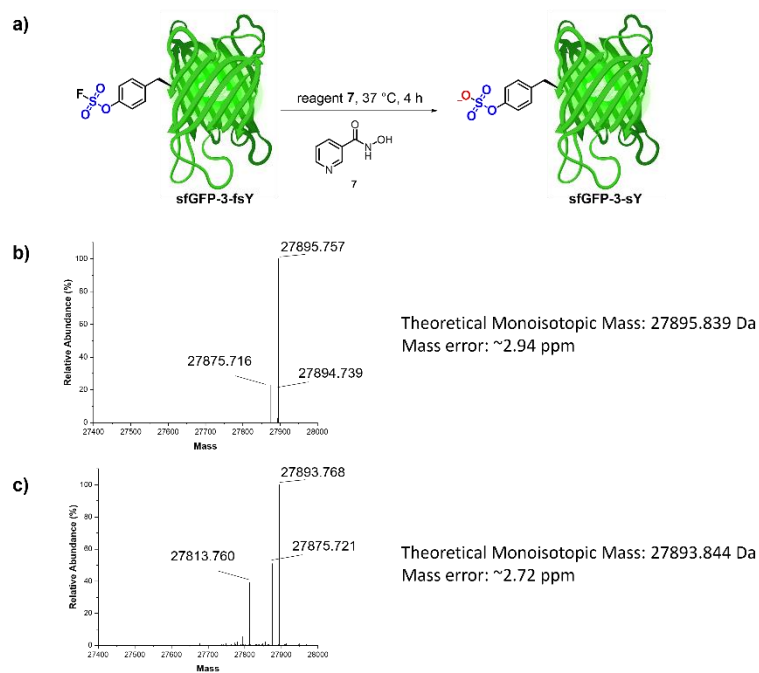 a)
F
O
S
O
O
reagent 7, 37 °C, 4 h
O
N
H
OH
N
7
-O
O
S
O
O
sfGFP-3-fsY
sfGFP-3-sY
b)
Relative Abundance (%)
100
80
60
40
20
0
27895.757
27875.716
27894.739
27400 27500 27600 27700 27800 27900 28000
Mass
Theoretical Monoisotopic Mass: 27895.839 Da
Mass error: ~2.94 ppm
c)
Relative Abundance (%)
100
80
60
40
20
0
27893.768
27813.760
27875.721
27400 27500 27600 27700 27800 27900 28000
Mass
Theoretical Monoisotopic Mass: 27893.844 Da
Mass error: ~2.72 ppm